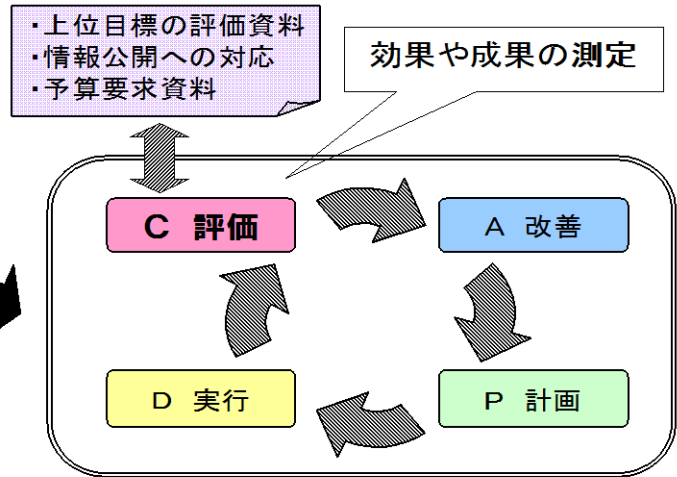 ・上位目標の評価資料
・情報公開への対応
・予算要求資料
効果や成果の測定
C 評価
A 改善
D 実行
P 計画